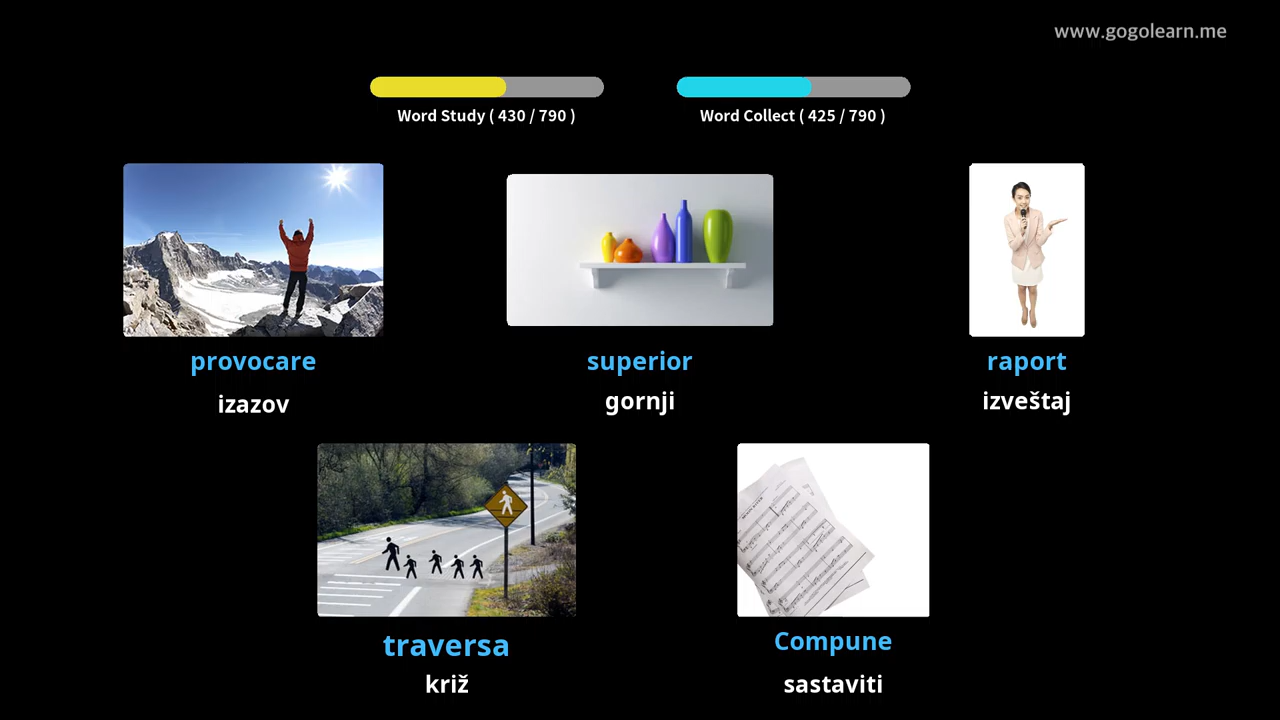 www.gogolearn.me
Word Study ( 430 / 790 )
Word Collect ( 425 / 790 )
provocare
superior
raport
izazov
gornji
izveštaj
traversa
Compune
križ
sastaviti